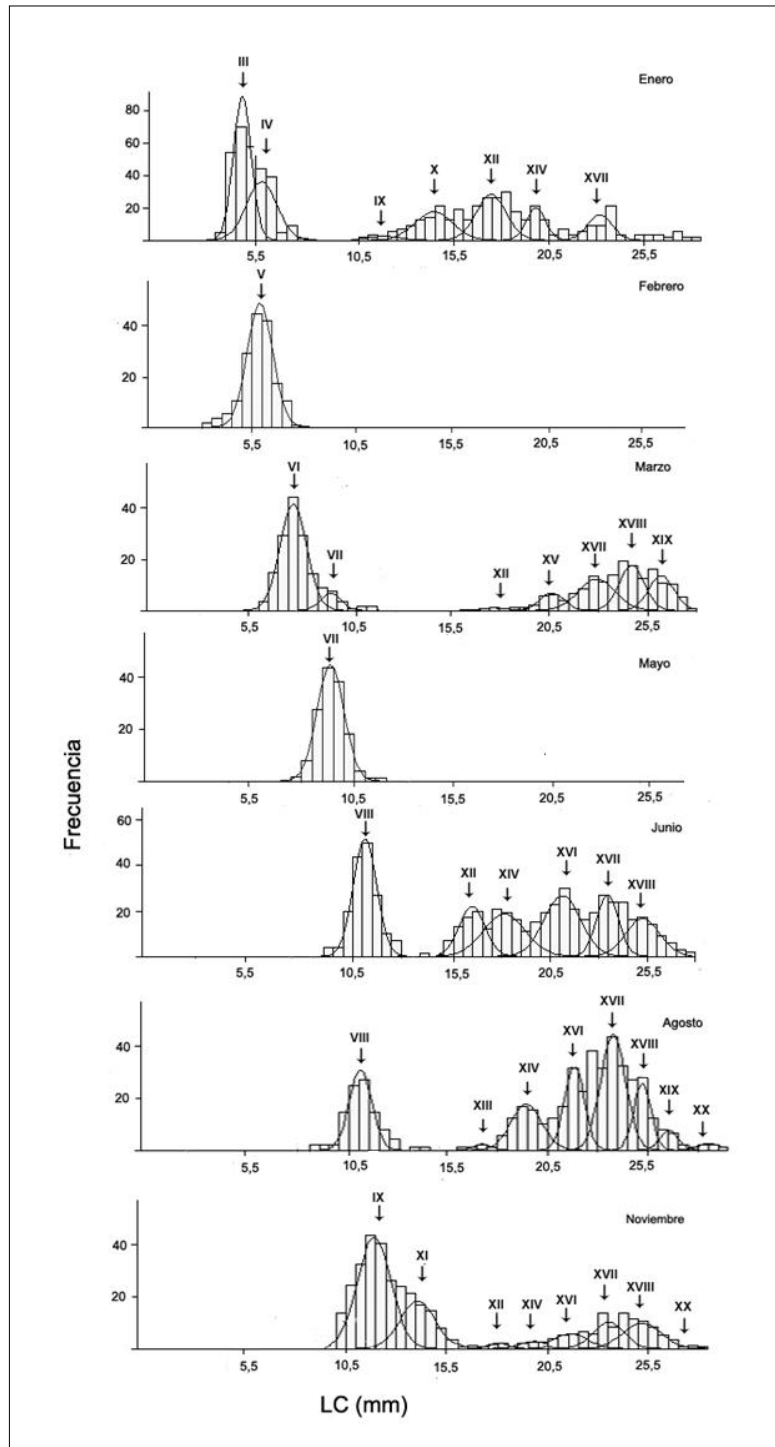 III
Enero
IV
IX X XII XIV XVII
80
60
40
20
5,5 10,5 15,5 20,5 25,5
V
Febrero
40
20
5,5 10,5 15,5 20,5 25,5
VI
Marzo
VII
XII XV XVII XVIII XIX
40
20
5,5 10,5 15,5 20,5 25,5
VII
Mayo
40
20
5,5 10,5 15,5 20,5 25,5
Frecuencia
VIII
Junio
XII XIV XVI XVII XVIII
60
40
20
5,5 10,5 15,5 20,5 25,5
Agosto
VIII XIII XIV XVI XVII XVIII XIX XX
40
20
5,5 10,5 15,5 20,5 25,5
Noviembre
IX XI XII XIV XVI XVII XVIII XX
40
20
5,5 10,5 15,5 20,5 25,5
LC (mm)